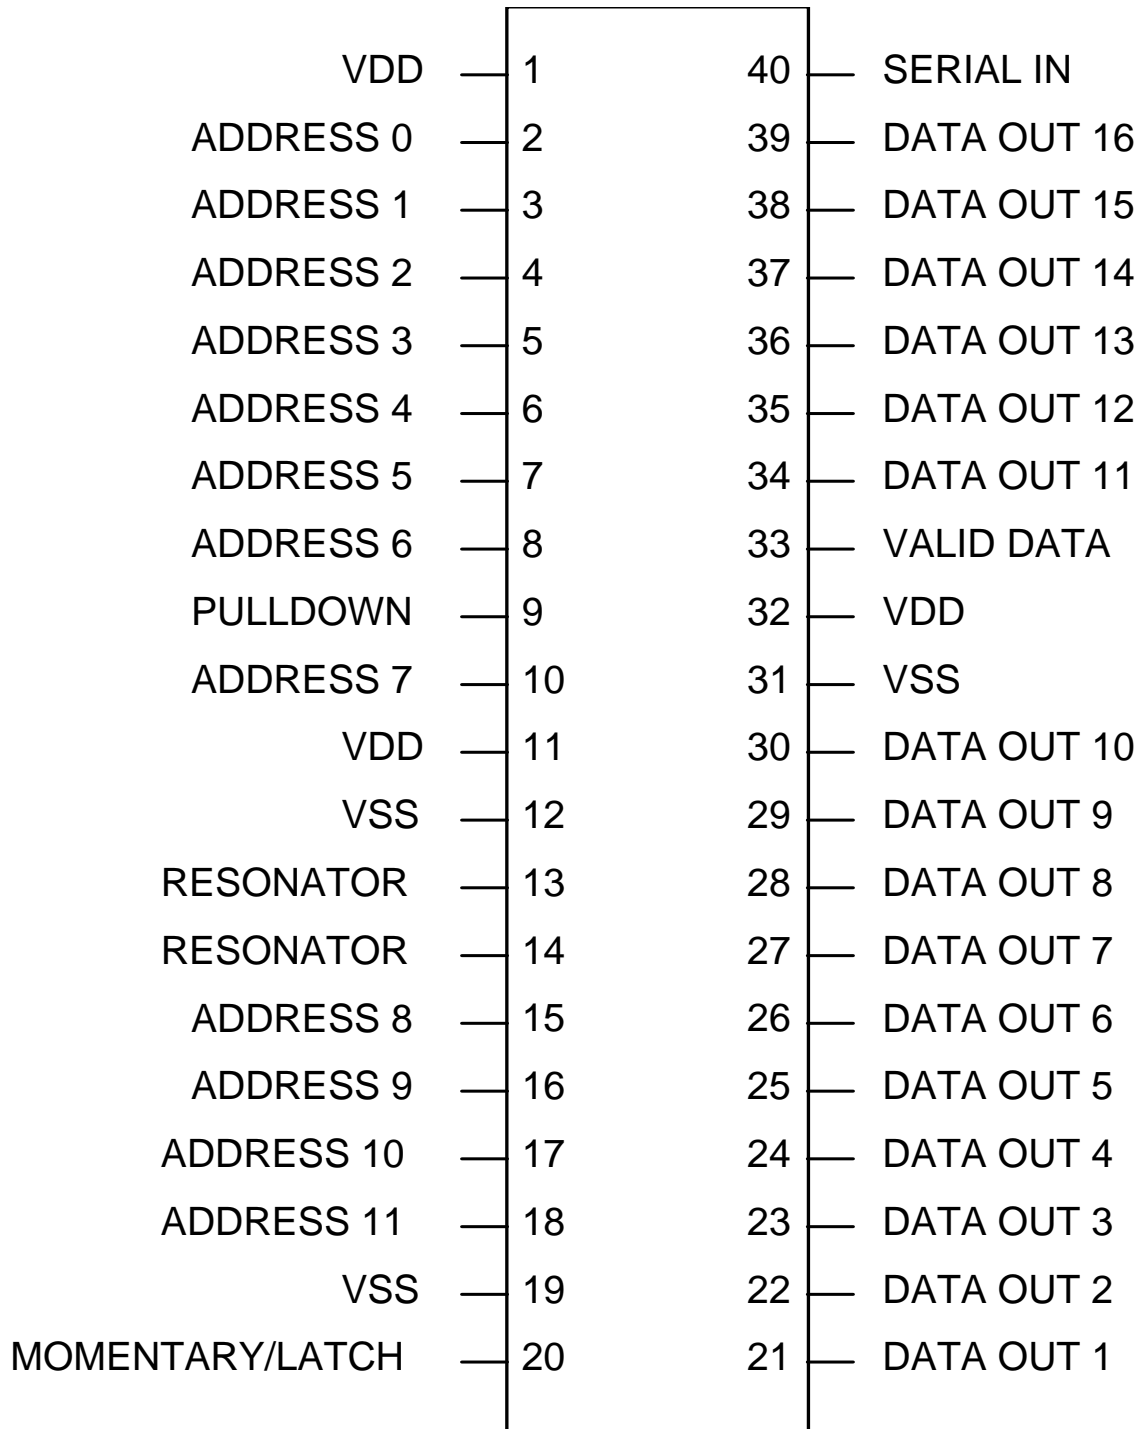 VDD 1 40 SERIAL IN
ADDRESS 0 2 39 DATA OUT 16
ADDRESS 1 3 38 DATA OUT 15
ADDRESS 2 4 37 DATA OUT 14
ADDRESS 3 5 36 DATA OUT 13
ADDRESS 4 6 35 DATA OUT 12
ADDRESS 5 7 34 DATA OUT 11
ADDRESS 6 8 33 VALID DATA
PULLDOWN 9 32 VDD
ADDRESS 7 10 31 VSS
VDD 11 30 DATA OUT 10
VSS 12 29 DATA OUT 9
RESONATOR 13 28 DATA OUT 8
RESONATOR 14 27 DATA OUT 7
ADDRESS 8 15 26 DATA OUT 6
ADDRESS 9 16 25 DATA OUT 5
ADDRESS 10 17 24 DATA OUT 4
ADDRESS 11 18 23 DATA OUT 3
VSS 19 22 DATA OUT 2
MOMENTARY/LATCH 20 21 DATA OUT 1